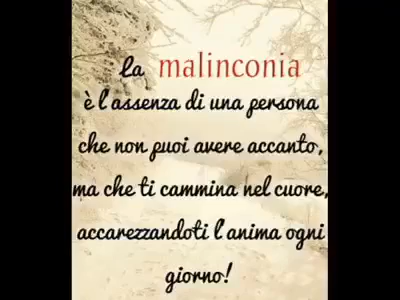 La malinconia
è l'assenza di una persona
che non puoi avere accanto,
ma che ti cammina nel cuore,
accarezzandoti l'anima ogni
giorno!